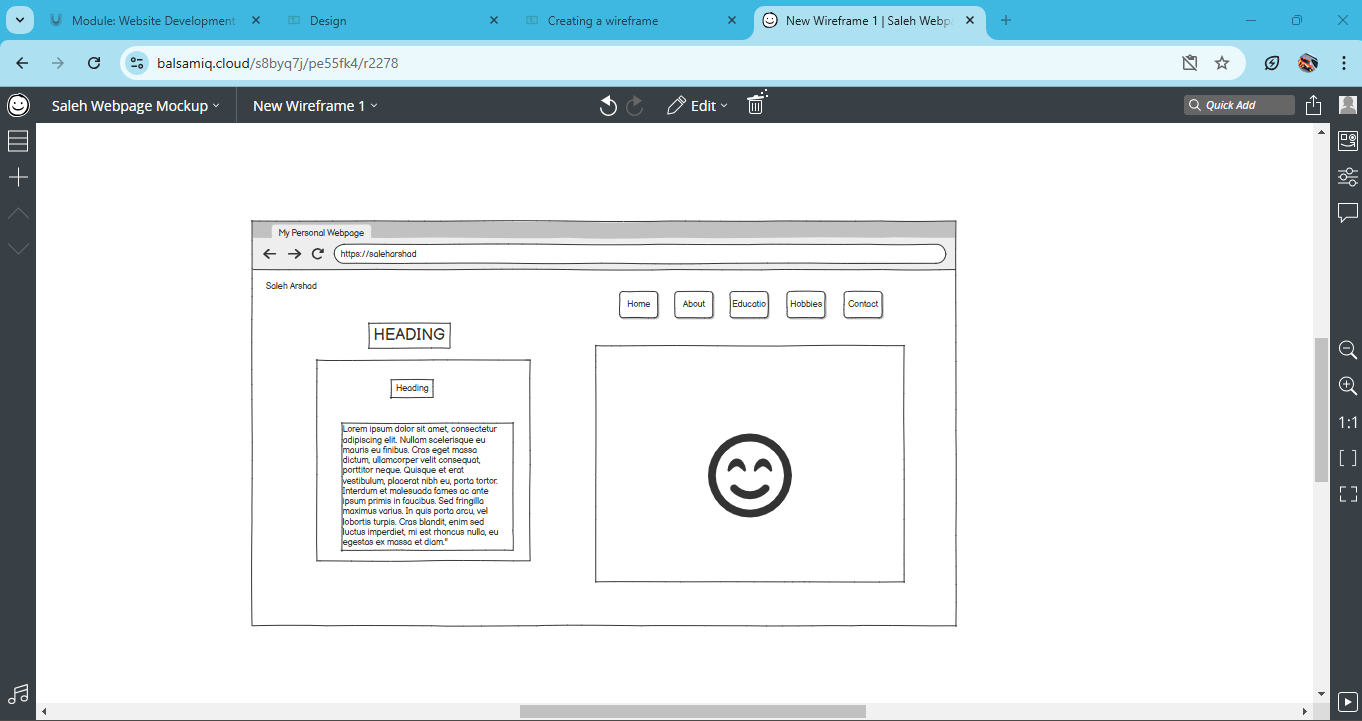 Module: Website Development
Design
Creating a wireframe
New Wireframe 1 | Saleh Webp
balsamiq.cloud/s8byq7j/pe55fk4/r2278
Saleh Webpage Mockup
New Wireframe 1
Edit
Quick Add
My Personal Webpage
https://saleharshad
Saleh Arshad
Home
About
Educatio
Hobbies
Contact
HEADING
Heading
Lorem ipsum dolor sit amet, consectetur
adipiscing elit. Nullam scelerisque eu
mauris eu finibus. Cras eget massa
dictum, ullamcorper velit consequat,
porttitor neque. Quisque et erat
vestibulum, placerat nibh eu, porta tortor.
Interdum et malesuada fames ac ante
ipsum primis in faucibus. Sed fringilla
maximus varius. In quis porta arcu, vel
lobortis turpis. Cras blandit, enim sed
luctus imperdiet, mi est rhoncus nulla, eu
egestas ex massa et diam."
1:1